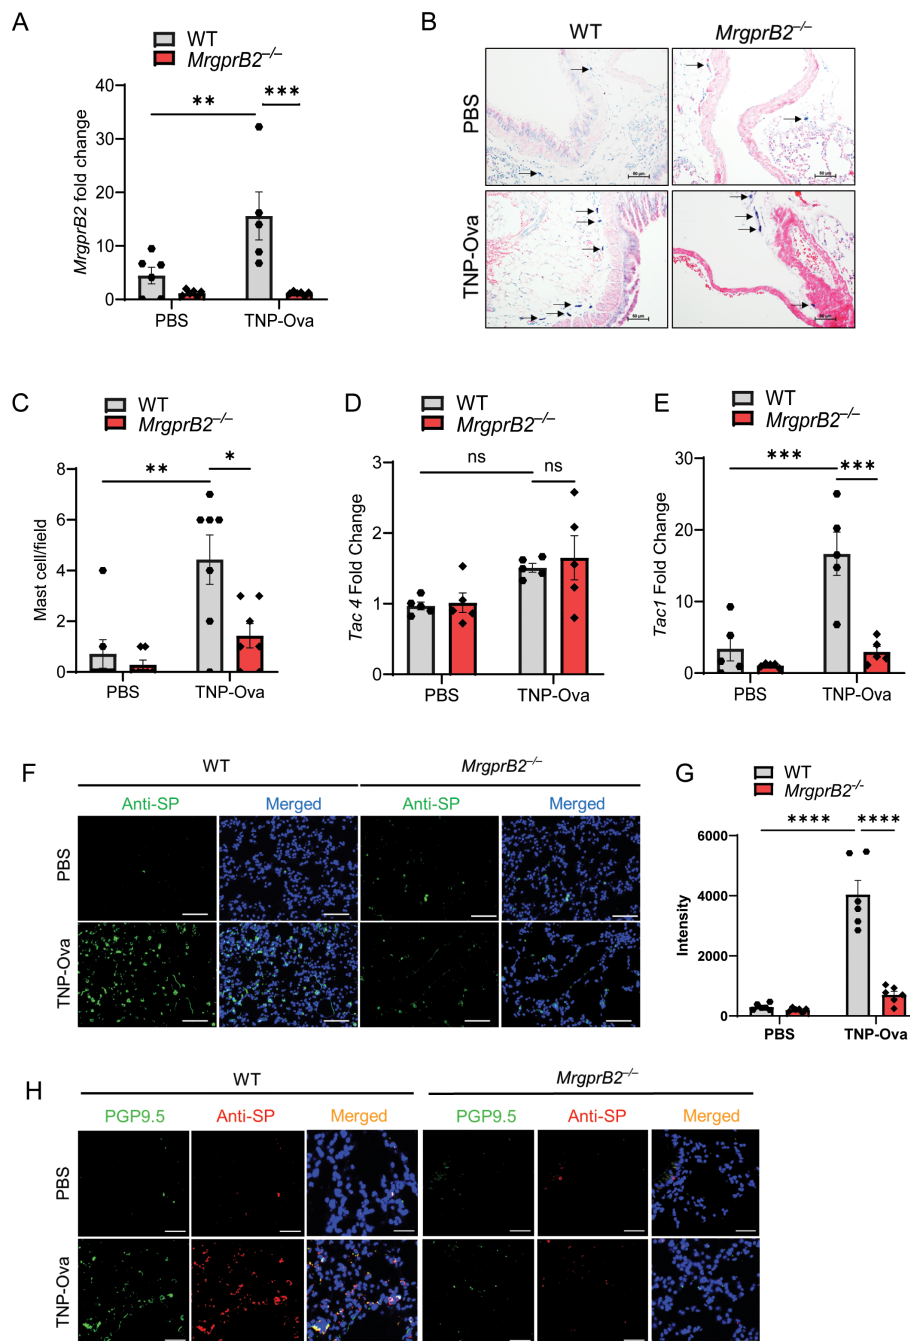 A
WT
MrgprB2–/–
MrgprB2 fold change
40
30
20
10
0
**
***
PBS
TNP-Ova
B
WT
MrgprB2–/–
PBS
TNP-Ova
C
WT
MrgprB2–/–
Mast cell/field
8
6
4
2
0
**
*
PBS
TNP-Ova
D
WT
MrgprB2–/–
Tac 4 Fold Change
3
2
1
0
ns
ns
PBS
TNP-Ova
E
WT
MrgprB2–/–
Tac1 Fold Change
30
20
10
0
***
***
PBS
TNP-Ova
F
WT
MrgprB2–/–
Anti-SP
Merged
Anti-SP
Merged
PBS
TNP-Ova
G
WT
MrgprB2–/–
Intensity
6000
4000
2000
0
****
****
PBS
TNP-Ova
H
WT
MrgprB2–/–
PGP9.5
Anti-SP
Merged
PGP9.5
Anti-SP
Merged
PBS
TNP-Ova